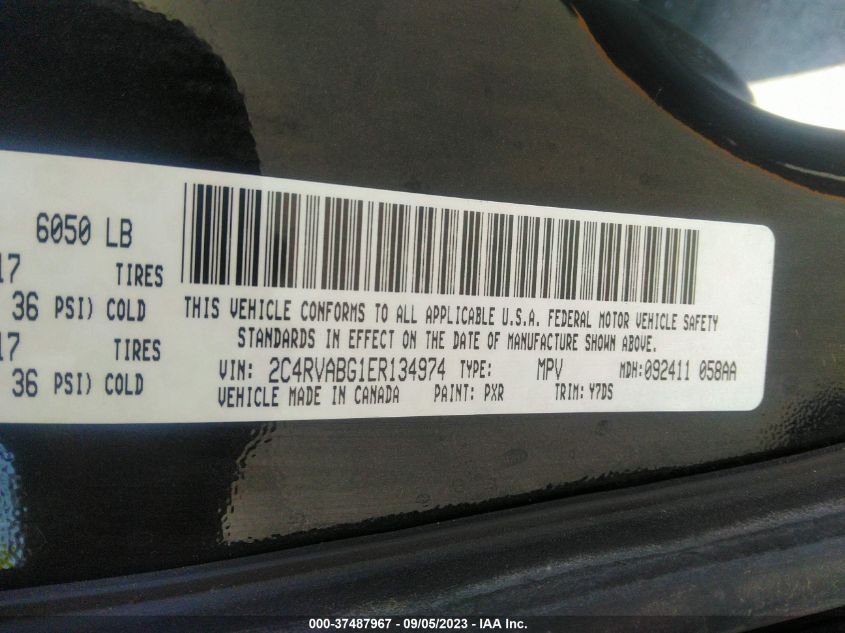 6050 LB
17 TIRES
36 PSI) COLD
17 TIRES
36 PSI) COLD
THIS VEHICLE CONFORMS TO ALL APPLICABLE U.S.A. FEDERAL MOTOR VEHICLE SAFETY
STANDARDS IN EFFECT ON THE DATE OF MANUFACTURE SHOWN ABOVE.
VIN: 2C4RVABG1ER134974 TYPE: MPV MDH:092411 058AA
VEHICLE MADE IN CANADA PAINT: PXR TRIM: Y7DS
000-37487967 - 09/05/2023 - IAA Inc.